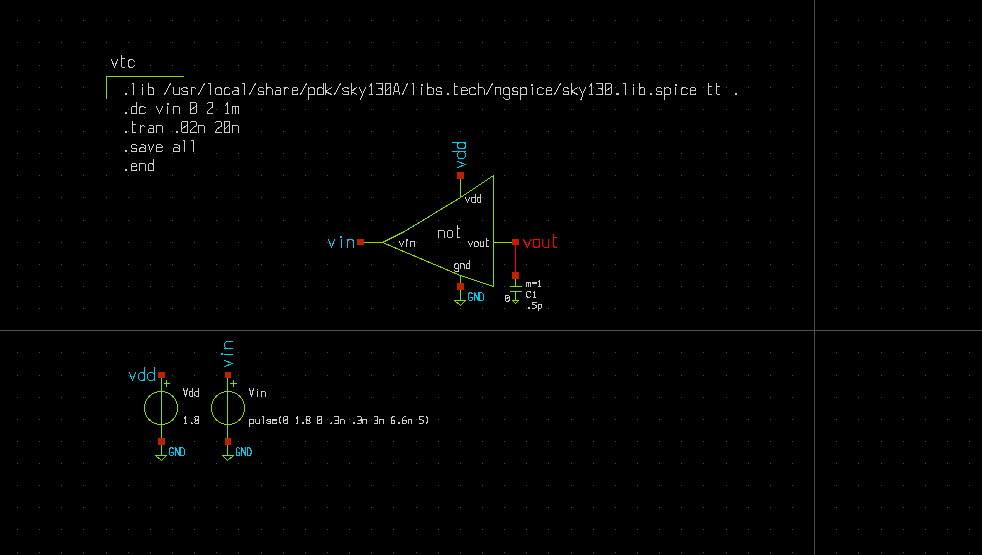 vtc
.lib /usr/local/share/pdk/sky130A/libs.tech/ngspice/sky130.lib.spice tt .
.dc vin 0 2 1m
.tran .02n 20n
.save all
.end
vdd
vdd
not
vin
vin
vout
vout
gnd
GND
m=1
C1
0
.5p
vin
vdd
+
+
Vdd
Vin
1.8
pulse(0 1.8 0 .3n .3n 3n 6.6n 5)
GND
GND